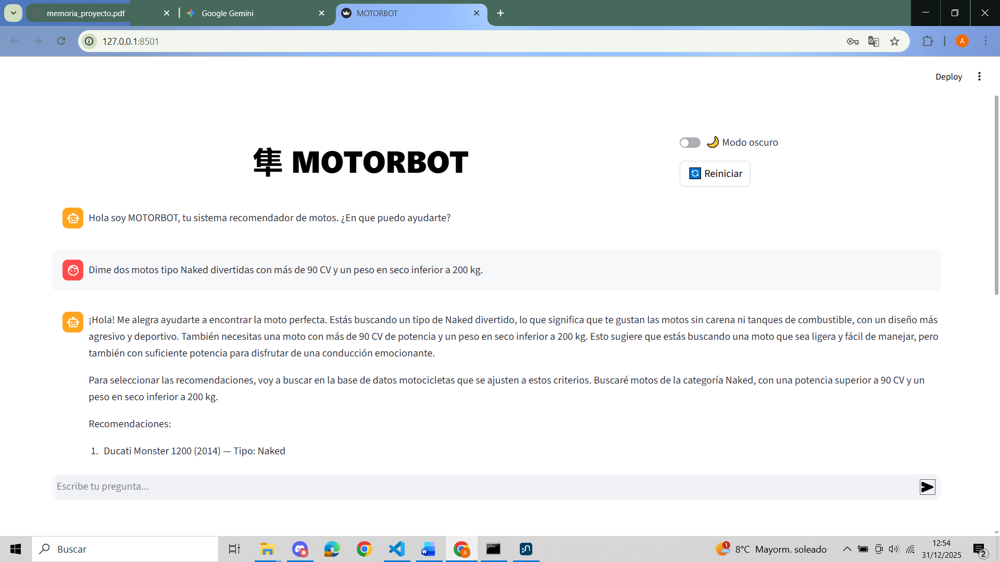 memoria_proyecto.pdf
Google Gemini
MOTORBOT
127.0.0.1:8501
A
Deploy
隼 MOTORBOT
Modo oscuro
Reiniciar
Hola soy MOTORBOT, tu sistema recomendador de motos. ¿En que puedo ayudarte?
Dime dos motos tipo Naked divertidas con más de 90 CV y un peso en seco inferior a 200 kg.
¡Hola! Me alegra ayudarte a encontrar la moto perfecta. Estás buscando un tipo de Naked divertido, lo que significa que te gustan las motos sin carena ni tanques de combustible, con un diseño más
agresivo y deportivo. También necesitas una moto con más de 90 CV de potencia y un peso en seco inferior a 200 kg. Esto sugiere que estás buscando una moto que sea ligera y fácil de manejar, pero
también con suficiente potencia para disfrutar de una conducción emocionante.
Para seleccionar las recomendaciones, voy a buscar en la base de datos motocicletas que se ajusten a estos criterios. Buscaré motos de la categoría Naked, con una potencia superior a 90 CV y un
peso en seco inferior a 200 kg.
Recomendaciones:
1. Ducati Monster 1200 (2014) — Tipo: Naked
Escribe tu pregunta...
Buscar
W
A
n
1
8°C Mayorm. soleado
12:54
31/12/2025
2